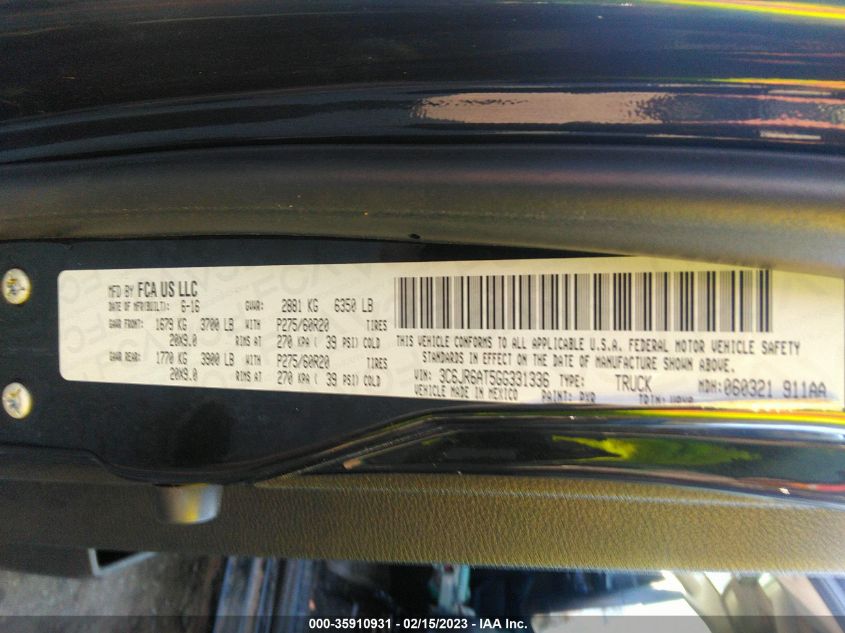 MFD BY FCA US LLC
DATE OF MFR(BUILT): 6-16 GVWR: 2881 KG 6350 LB
GAWR FRONT: 1679 KG 3700 LB WITH P275/60R20 TIRES
20X9.0 RIMS AT 270 KPA ( 39 PSI) COLD
GAWR REAR: 1770 KG 3900 LB WITH P275/60R20 TIRES
20X9.0 RIMS AT 270 KPA ( 39 PSI) COLD
THIS VEHICLE CONFORMS TO ALL APPLICABLE U.S.A. FEDERAL MOTOR VEHICLE SAFETY
STANDARDS IN EFFECT ON THE DATE OF MANUFACTURE SHOWN ABOVE.
VIN: 3C6JR6AT5GG331336 TYPE: TRUCK MDH: 060321 911AA
VEHICLE MADE IN MEXICO PAINT: PXR TRIM:
000-35910931 - 02/15/2023 - IAA Inc.